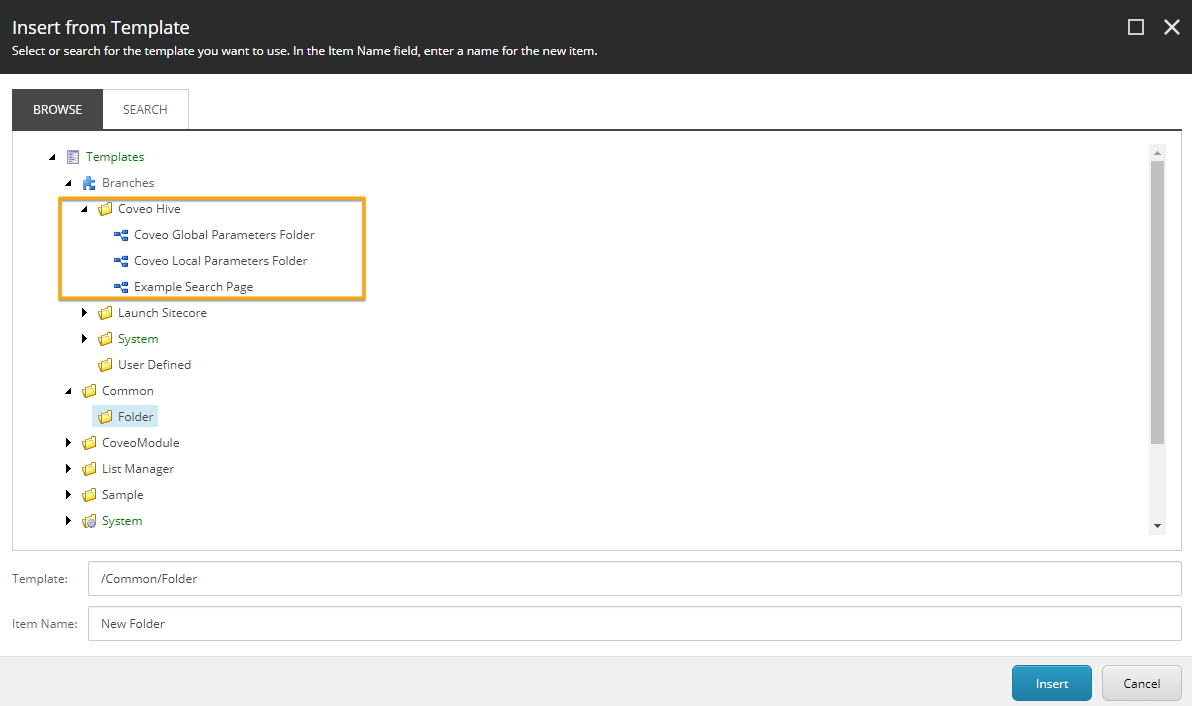 Insert from Template
Select or search for the template you want to use. In the Item Name field, enter a name for the new item.
BROWSE SEARCH
Templates
Branches
Coveo Hive
Coveo Global Parameters Folder
Coveo Local Parameters Folder
Example Search Page
Launch Sitecore
System
User Defined
Common
Folder
CoveoModule
List Manager
Sample
System
Template: /Common/Folder
Item Name: New Folder
Insert Cancel